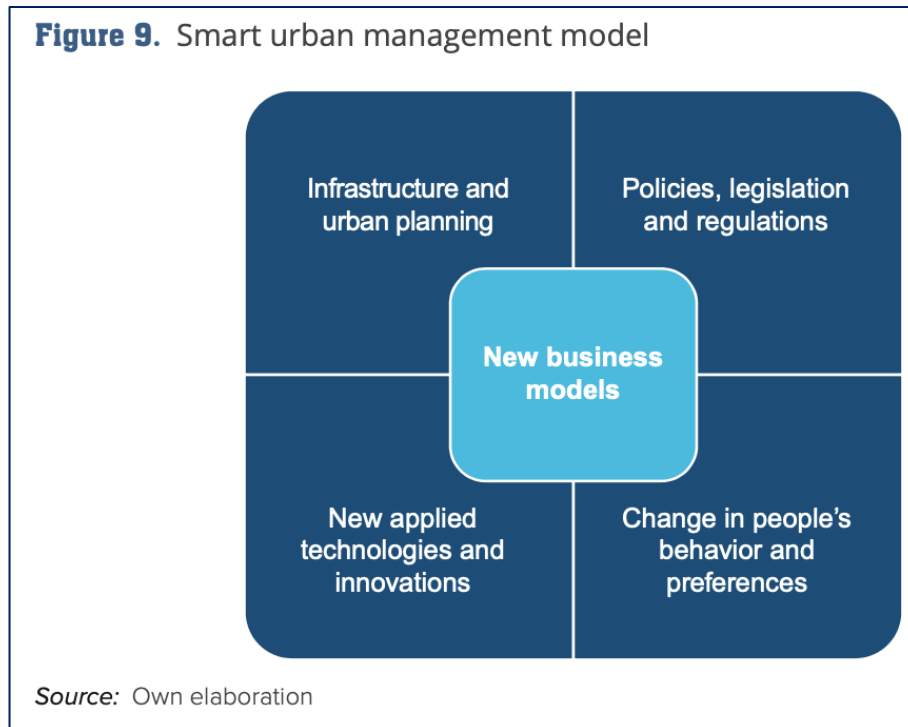 Figure 9. Smart urban management model
Infrastructure and
urban planning
Policies, legislation
and regulations
New business
models
New applied
technologies and
innovations
Change in people’s
behavior and
preferences
Source: Own elaboration